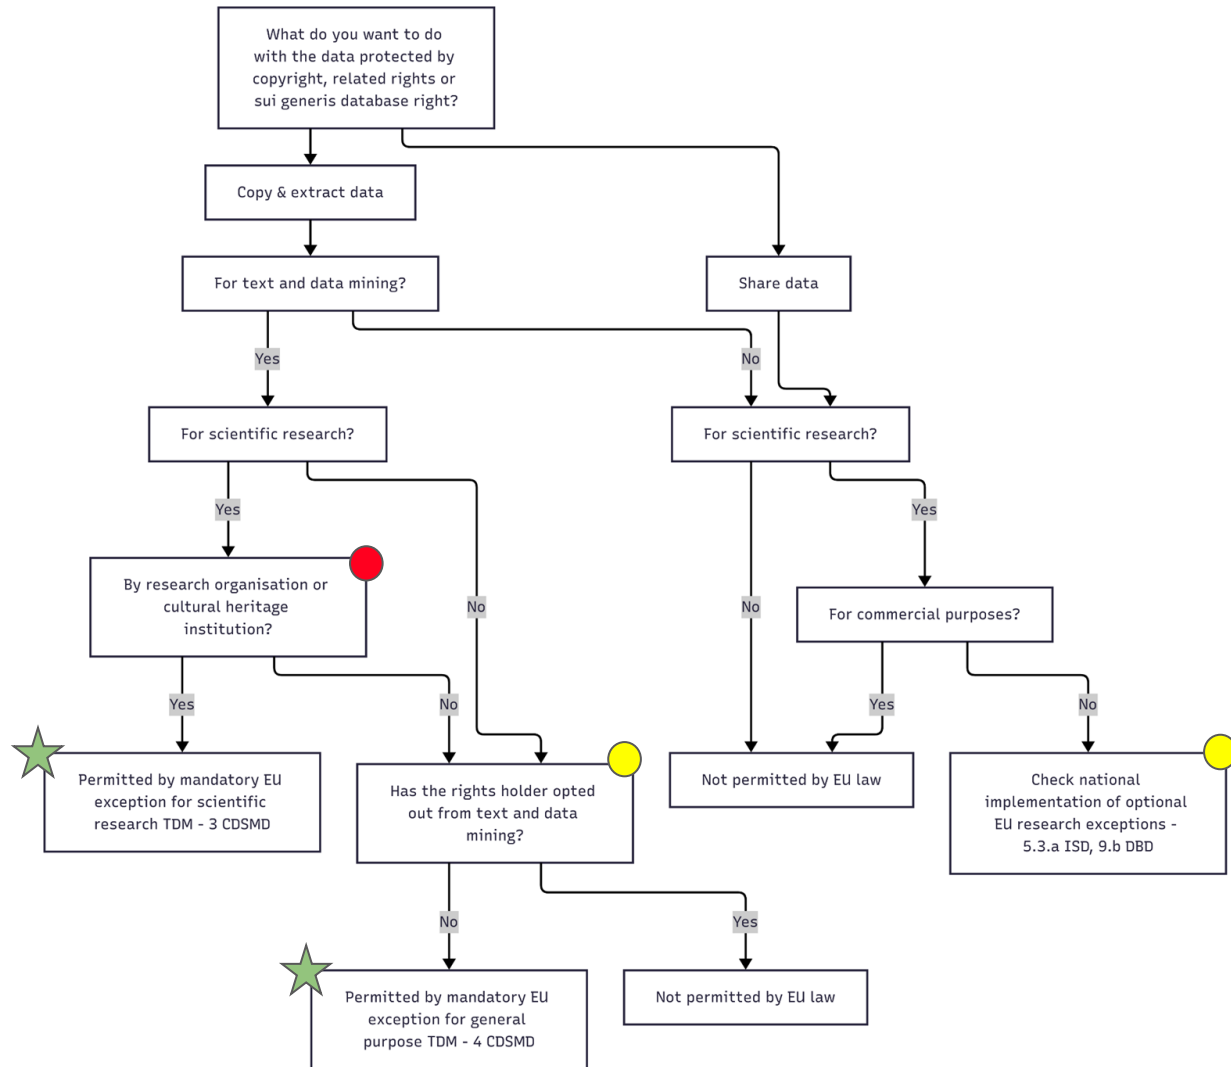 What do you want to do
with the data protected by
copyright, related rights or
sui generis database right?
Copy & extract data
For text and data mining?
Share data
Yes
No
For scientific research?
For scientific research?
Yes
Yes
By research organisation or
cultural heritage
institution?
No
No
For commercial purposes?
Yes
No
Yes
No
Permitted by mandatory EU
exception for scientific
research TDM - 3 CDSMD
Has the rights holder opted
out from text and data
mining?
Not permitted by EU law
Check national
implementation of optional
EU research exceptions -
5.3.a ISD, 9.b DBD
No
Yes
Permitted by mandatory EU
exception for general
purpose TDM - 4 CDSMD
Not permitted by EU law